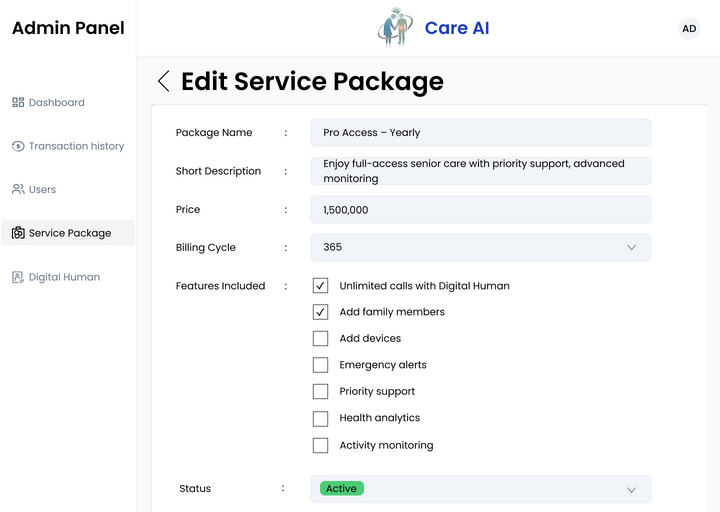 Admin Panel
Care AI
AD
Dashboard
Transaction history
Users
Service Package
Digital Human
Edit Service Package
Package Name : Pro Access – Yearly
Short Description : Enjoy full-access senior care with priority support, advanced
monitoring
Price : 1,500,000
Billing Cycle : 365
Features Included : Unlimited calls with Digital Human
Add family members
Add devices
Emergency alerts
Priority support
Health analytics
Activity monitoring
Status : Active